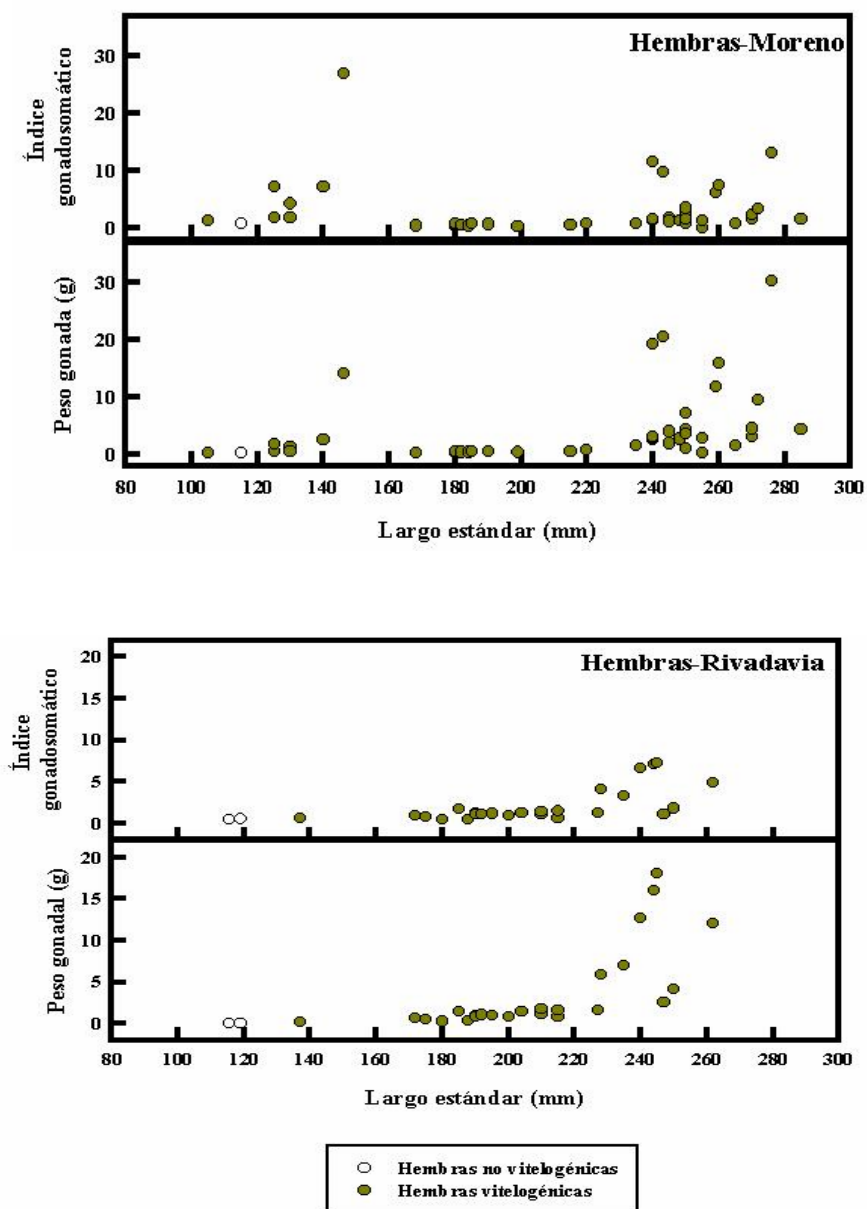 Hembras-Moreno
Índice
gonadosomático
30
20
10
0
Peso gonada (g)
30
20
10
0
80 100 120 140 160 180 200 220 240 260 280 300
Largo estándar (mm)
Hembras-Rivadavia
Índice
gonadosomático
20
15
10
5
0
Peso gonadal (g)
20
15
10
5
0
80 100 120 140 160 180 200 220 240 260 280 300
Largo estándar (mm)
Hembras no vitelogénicas
Hembras vitelogénicas